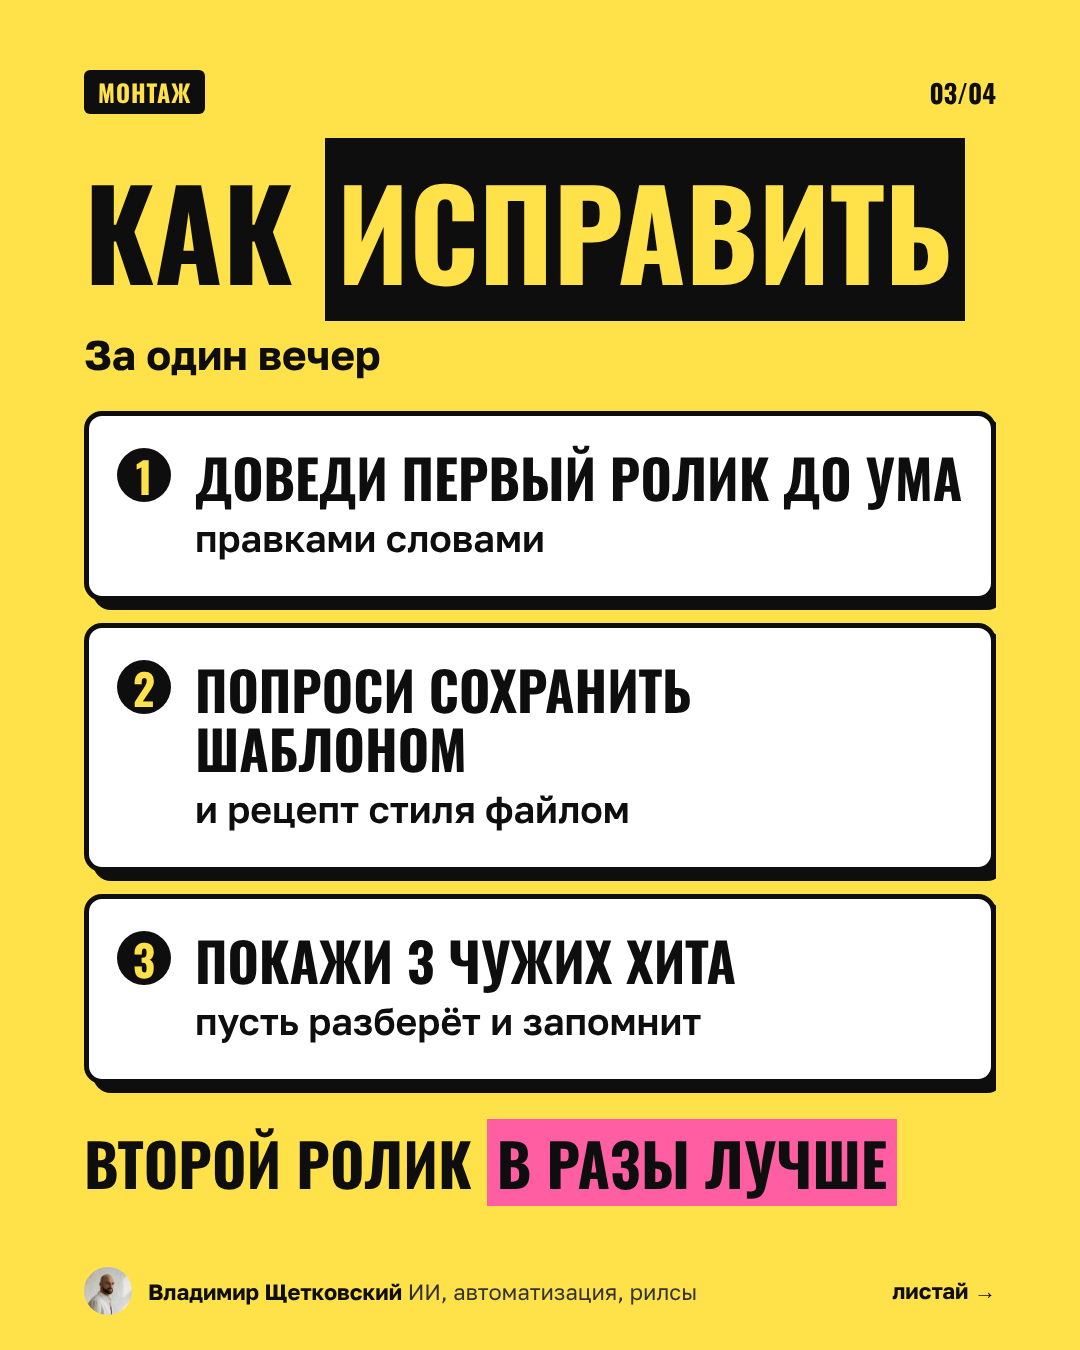 МОНТАЖ
03/04
КАК ИСПРАВИТЬ
За один вечер
1 ДОВЕДИ ПЕРВЫЙ РОЛИК ДО УМА
правками словами
2 ПОПРОСИ СОХРАНИТЬ
ШАБЛОНОМ
и рецепт стиля файлом
3 ПОКАЖИ 3 ЧУЖИХ ХИТА
пусть разберёт и запомнит
ВТОРОЙ РОЛИК В РАЗЫ ЛУЧШЕ
Владимир Щетковский ИИ, автоматизация, рилсы
листай →